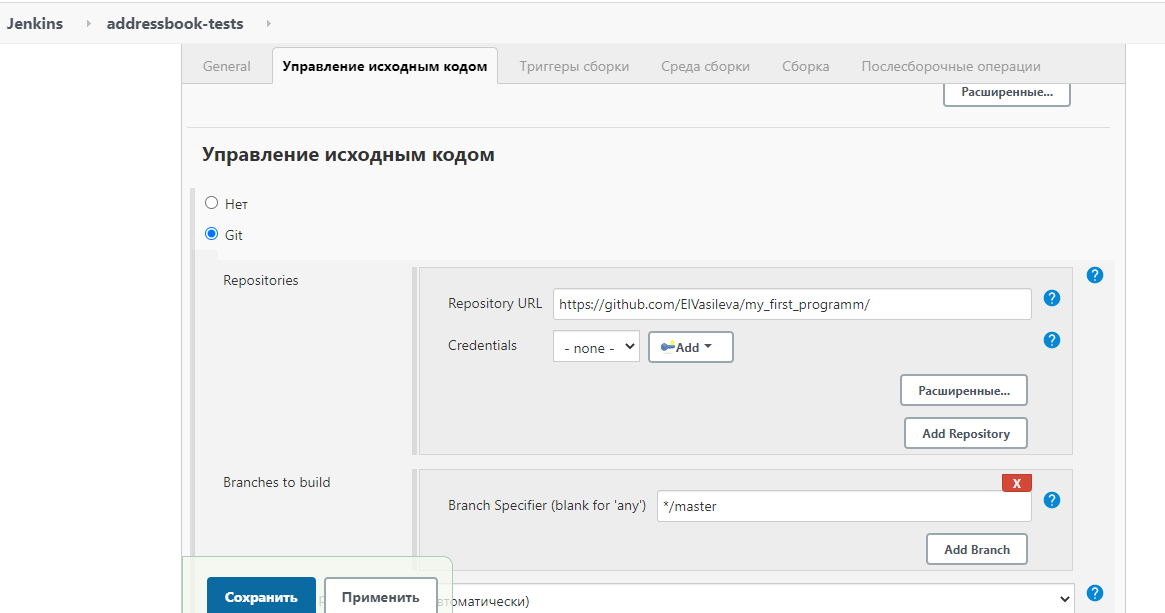 Jenkins addressbook-tests
General Управление исходным кодом Триггеры сборки Среда сборки Сборка Послесборочные операции
Расширенные...
Управление исходным кодом
Нет
Git
Repositories
?
Repository URL https://github.com/ElVasileva/my_first_programm/ ?
Credentials - none - Add ?
Расширенные...
Add Repository
Branches to build
X
Branch Specifier (blank for 'any') */master ?
Add Branch
Сохранить Применить томатически) ?